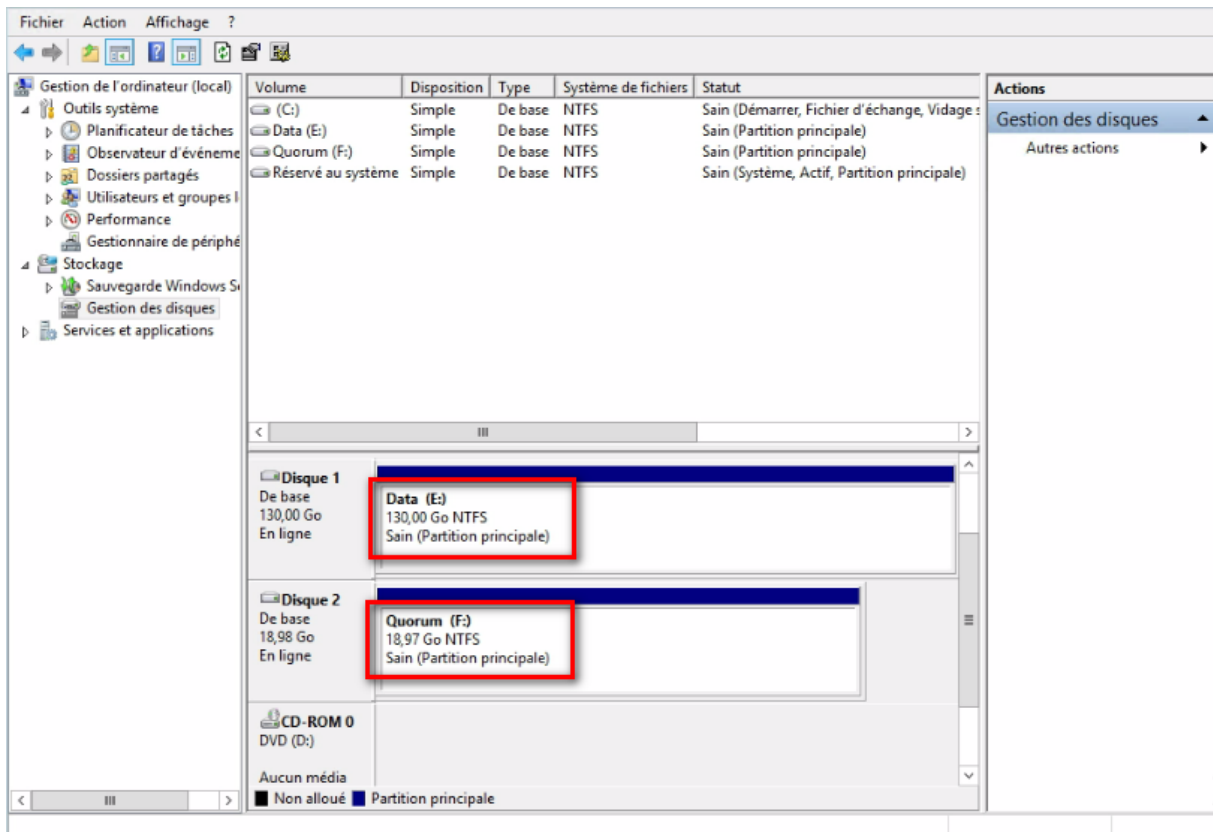 Fichier Action Affichage ?
Gestion de l'ordinateur (local)
Outils système
Planificateur de tâches
Observateur d'événeme
Dossiers partagés
Utilisateurs et groupes l
Performance
Gestionnaire de périphé
Stockage
Sauvegarde Windows Se
Gestion des disques
Services et applications
Volume Disposition Type Système de fichiers Statut
(C:) Simple De base NTFS Sain (Démarrer, Fichier d'échange, Vidage s
Data (E:) Simple De base NTFS Sain (Partition principale)
Quorum (F:) Simple De base NTFS Sain (Partition principale)
Réservé au système Simple De base NTFS Sain (Système, Actif, Partition principale)
Disque 1
De base
130,00 Go
En ligne
Data (E:)
130,00 Go NTFS
Sain (Partition principale)
Disque 2
De base
18,98 Go
En ligne
Quorum (F:)
18,97 Go NTFS
Sain (Partition principale)
CD-ROM 0
DVD (D:)
Aucun média
Non alloué Partition principale
Actions
Gestion des disques
Autres actions